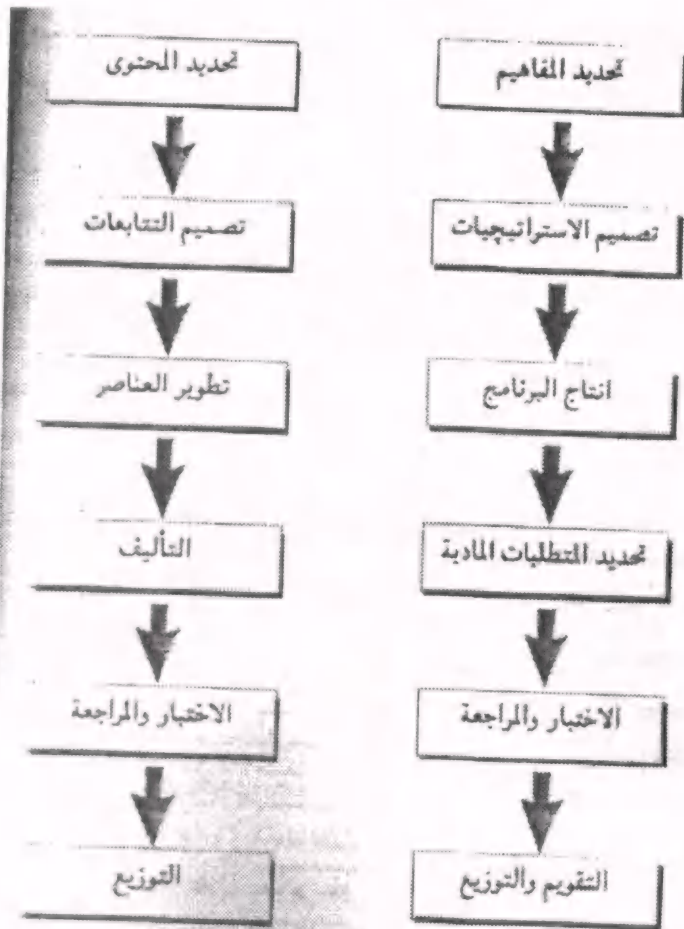 تحديد المفاهيم
تصميم الاستراتيجيات
انتاج البرنامج
تحديد المتطلبات المادية
الاختبار والمراجعة
التقويم والتوزيع
تحديد المحتوى
تصميم التتابعات
تطوير العناصر
التأليف
الاختبار والمراجعة
التوزيع